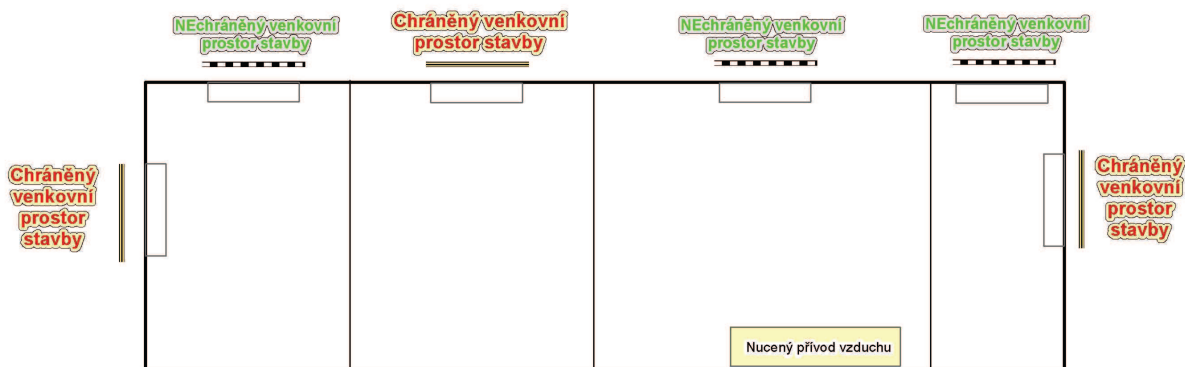 NEchráněný venkovní
prostor stavby
Chráněný venkovní
prostor stavby
NEchráněný venkovní
prostor stavby
NEchráněný venkovní
prostor stavby
Chráněný
venkovní
prostor
stavby
Chráněný
venkovní
prostor
stavby
Nucený přívod vzduchu